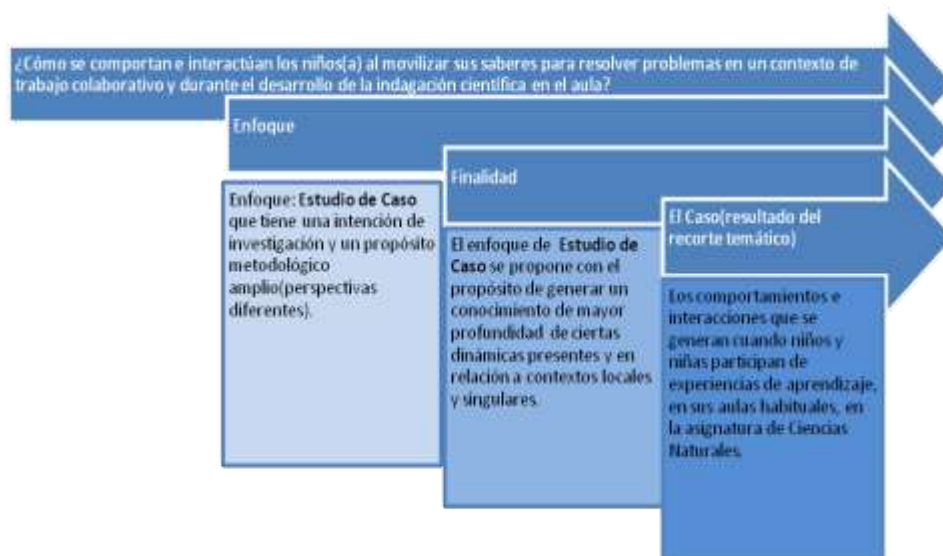 ¿Cómo se comportan e interactúan los niños(a) al movilizar sus saberes para resolver problemas en un contexto de
trabajo colaborativo y durante el desarrollo de la indagación científica en el aula?
Enfoque
Enfoque: Estudio de Caso
que tiene una intención de
investigación y un propósito
metodológico
amplio(perspectivas
diferentes).
Finalidad
El enfoque de Estudio de
Caso se propone con el
propósito de generar un
conocimiento de mayor
profundidad de ciertas
dinámicas presentes y en
relación a contextos locales
y singulares.
El Caso(resultado del
recorte temático)
Los comportamientos e
interacciones que se
generan cuando niños y
niñas participan de
experiencias de aprendizaje,
en sus aulas habituales, en
la asignatura de Ciencias
Naturales.